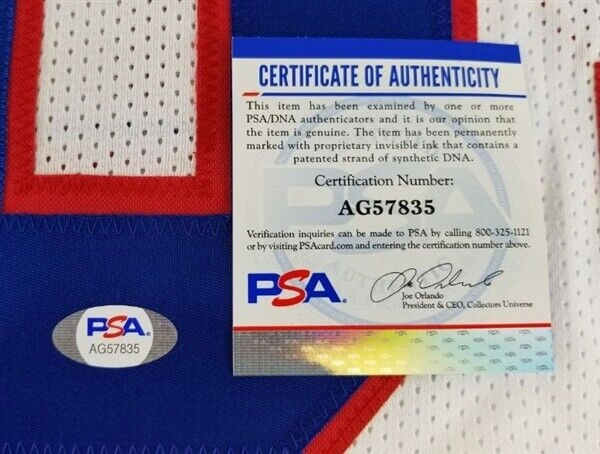 CERTIFICATE OF AUTHENTICITY
This item has been examined by one or more
PSA/DNA authenticators and it is our opinion that
the item is genuine. The item has been permanently
marked with proprietary invisible ink that contains a
patented strand of synthetic DNA.
Certification Number:
AG57835
Verification inquiries can be made to PSA by calling 800-325-1121
or by visiting PSAcard.com and entering the certification number above.
PSA.
Joe Orlando
Joe Orlando
President & CEO, Collectors Universe
PSA
AG57835